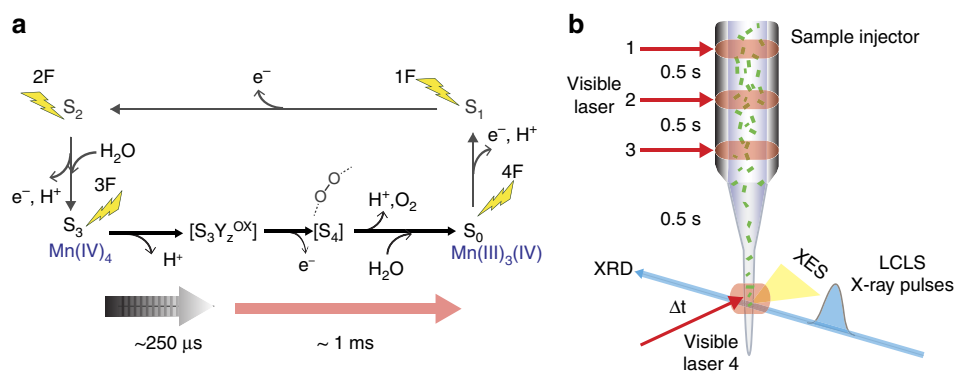 a
2F
S₂
e⁻
1F
S₁
H₂O
e⁻, H⁺
3F
S₃
Mn(IV)₄
H⁺
[S₃Y_z^OX]
e⁻
O O
[S₄]
H⁺,O₂
H₂O
e⁻, H⁺
4F
S₀
Mn(III)₃(IV)
~250 µs
~ 1 ms
b
Sample injector
1
0.5 s
Visible
laser
2
0.5 s
3
0.5 s
XRD
XES
LCLS
X-ray pulses
Δt
Visible
laser 4